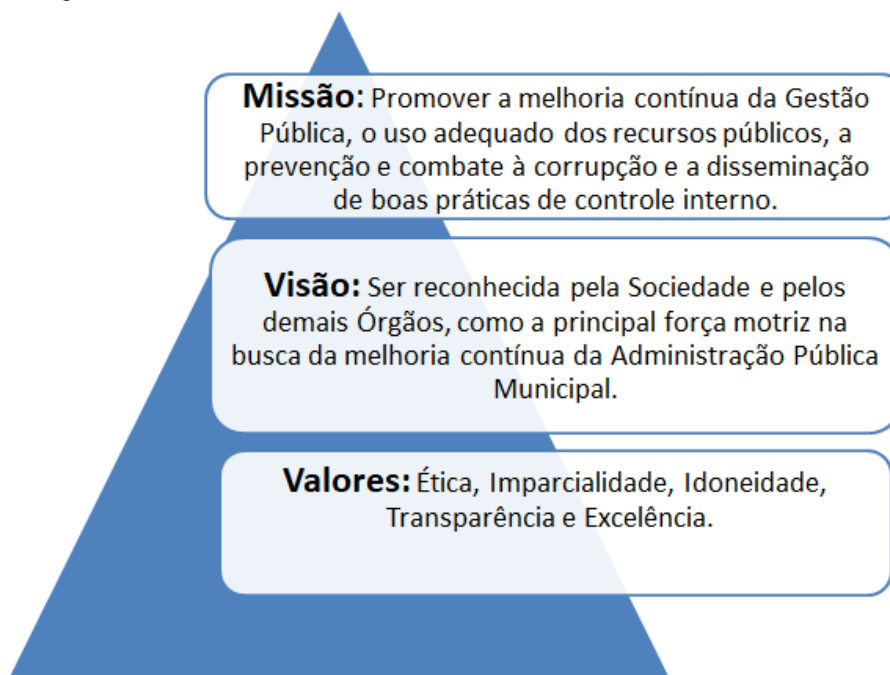 Missão: Promover a melhoria contínua da Gestão
Pública, o uso adequado dos recursos públicos, a
prevenção e combate à corrupção e a disseminação
de boas práticas de controle interno.
Visão: Ser reconhecida pela Sociedade e pelos
demais Órgãos, como a principal força motriz na
busca da melhoria contínua da Administração Pública
Municipal.
Valores: Ética, Imparcialidade, Idoneidade,
Transparência e Excelência.